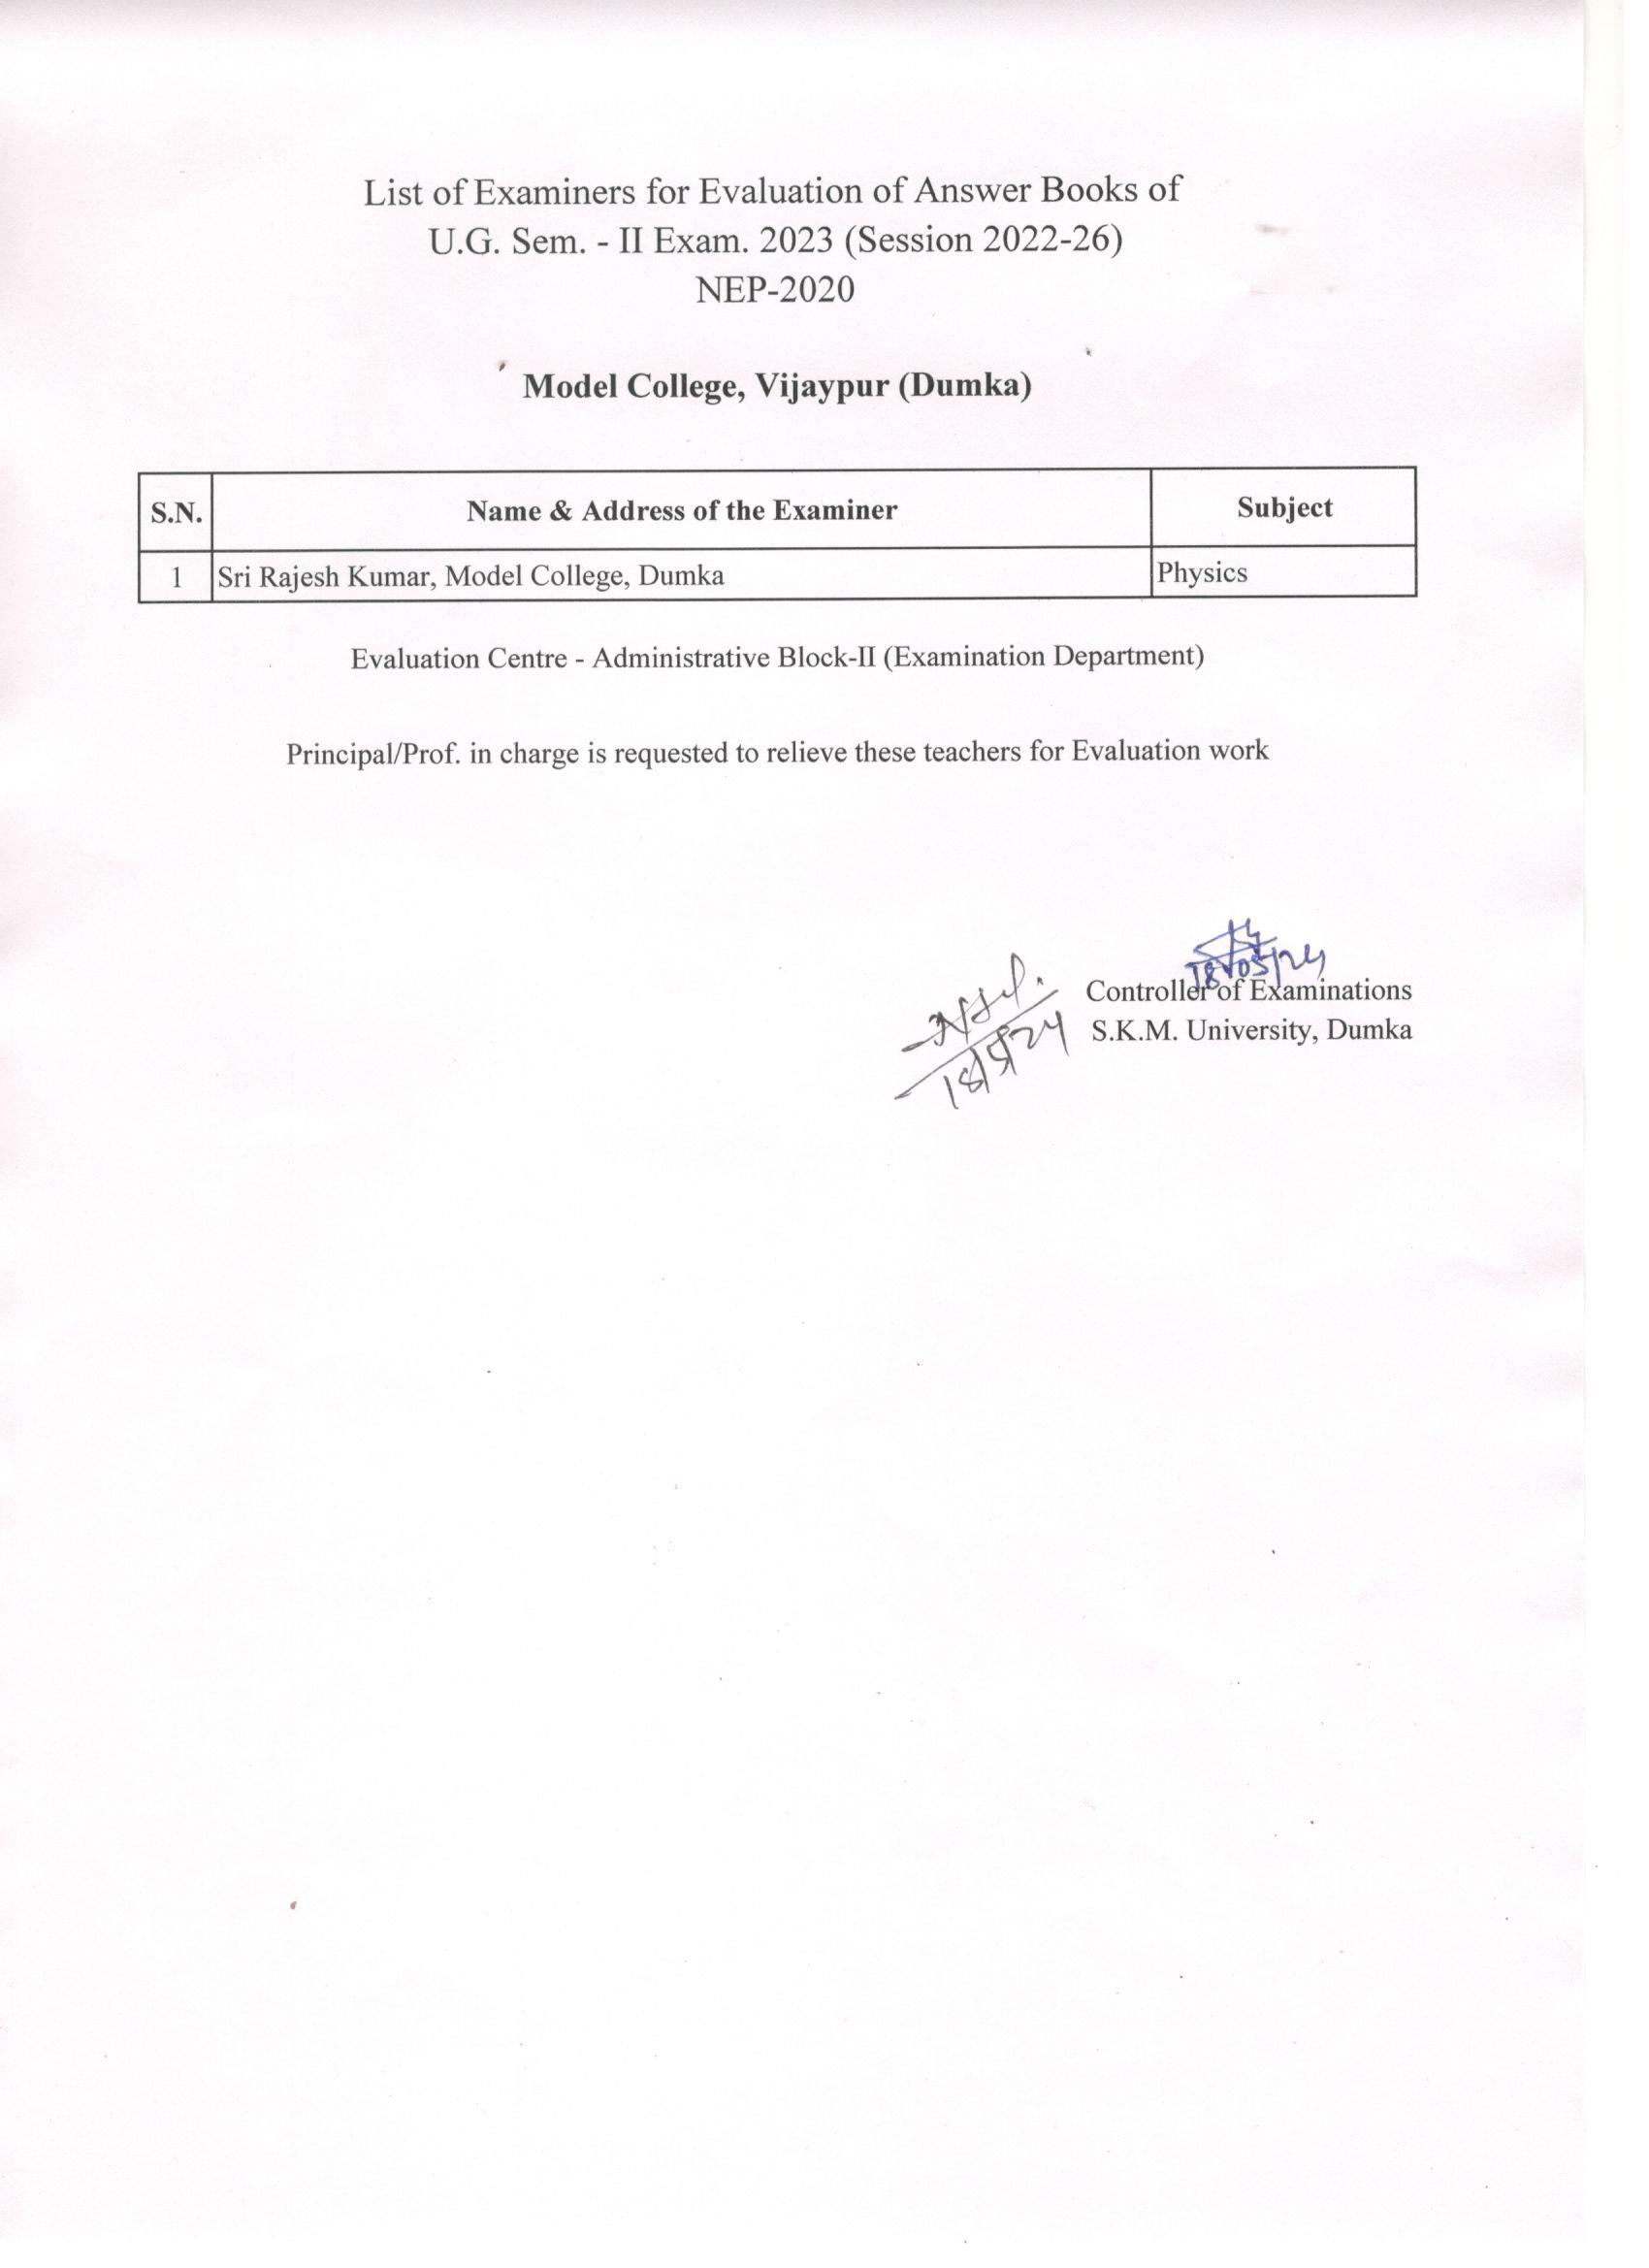 List of Examiners for Evaluation of Answer Books of
U.G. Sem. - II Exam. 2023 (Session 2022-26)
NEP-2020
Model College, Vijaypur (Dumka)
S.N. Name & Address of the Examiner Subject
1 Sri Rajesh Kumar, Model College, Dumka Physics
Evaluation Centre - Administrative Block-II (Examination Department)
Principal/Prof. in charge is requested to relieve these teachers for Evaluation work
18/05/24
Controller of Examinations
S.K.M. University, Dumka
18/5/24